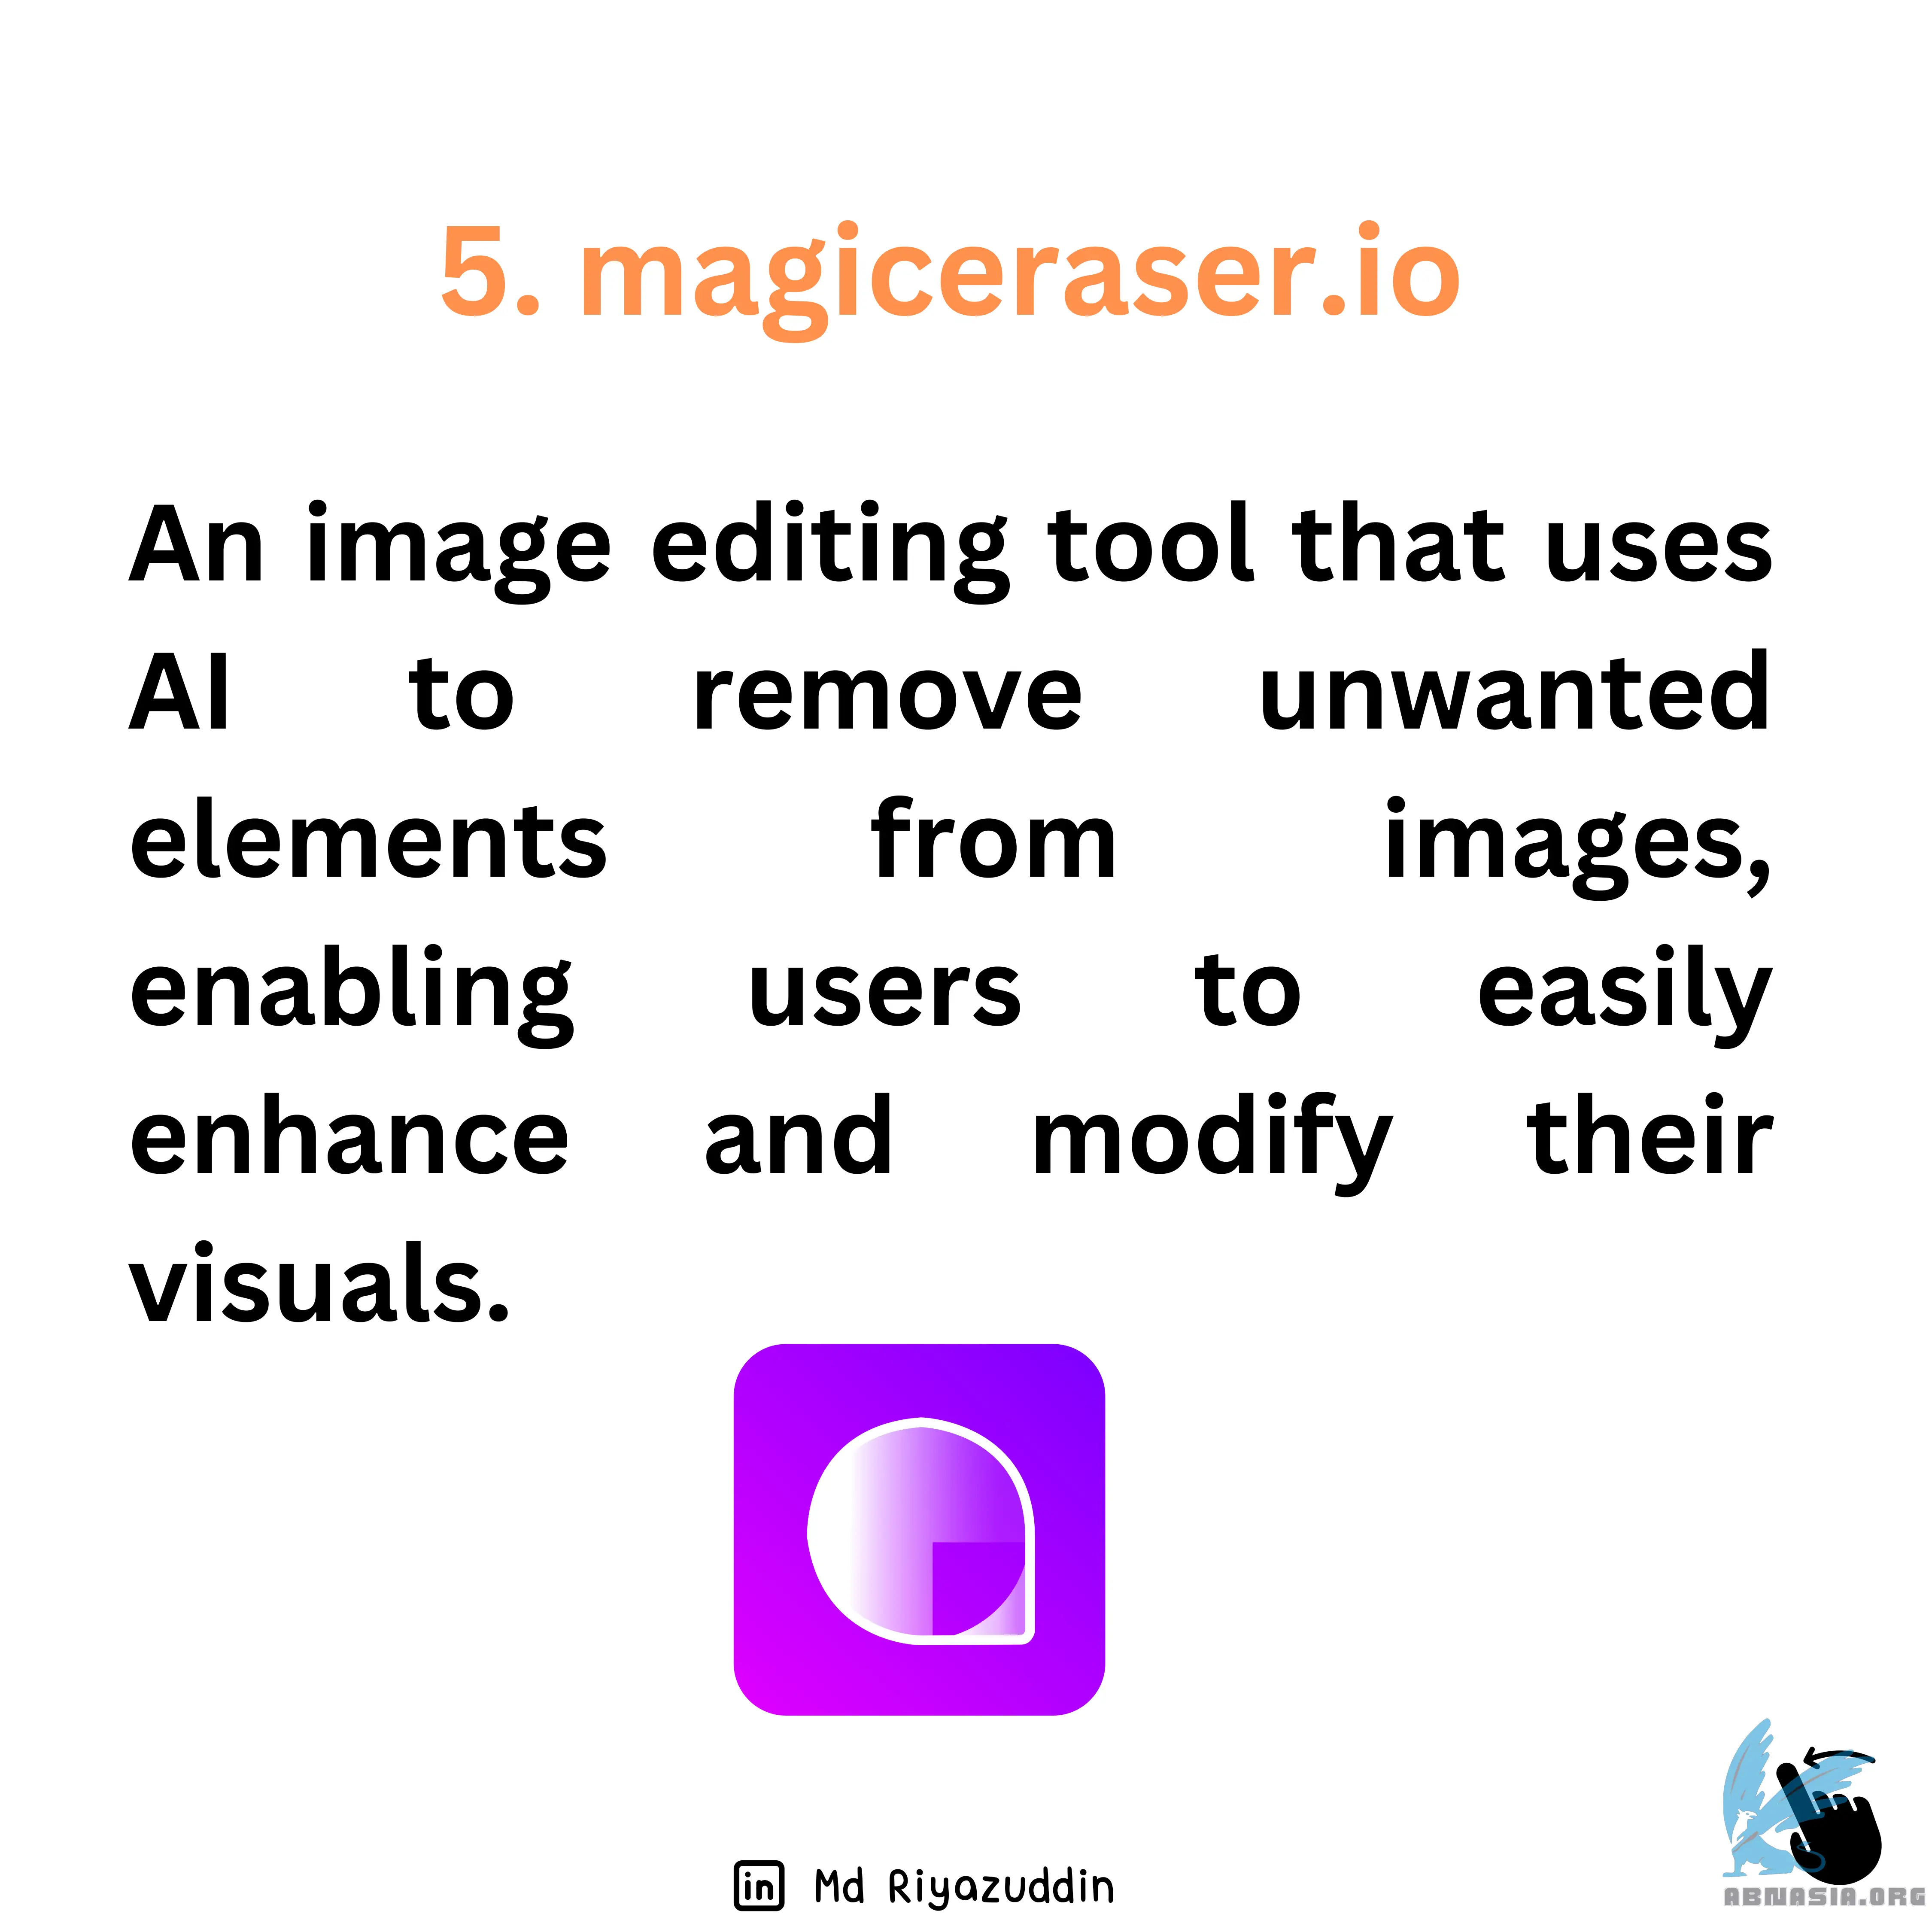 5. magiceraser.io
An image editing tool that uses
AI to remove unwanted
elements from images,
enabling users to easily
enhance and modify their
visuals.
in Md Riyazuddin
ABNASIA.ORG